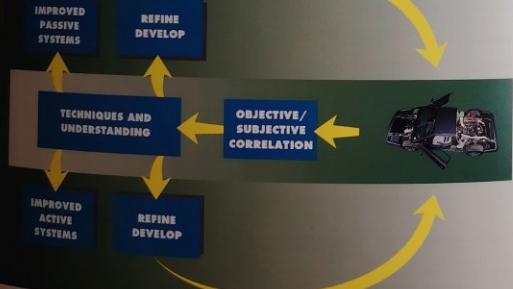 IMPROVED
PASSIVE
SYSTEMS
REFINE
DEVELOP
TECHNIQUES AND
UNDERSTANDING
OBJECTIVE/
SUBJECTIVE
CORRELATION
IMPROVED
ACTIVE
SYSTEMS
REFINE
DEVELOP